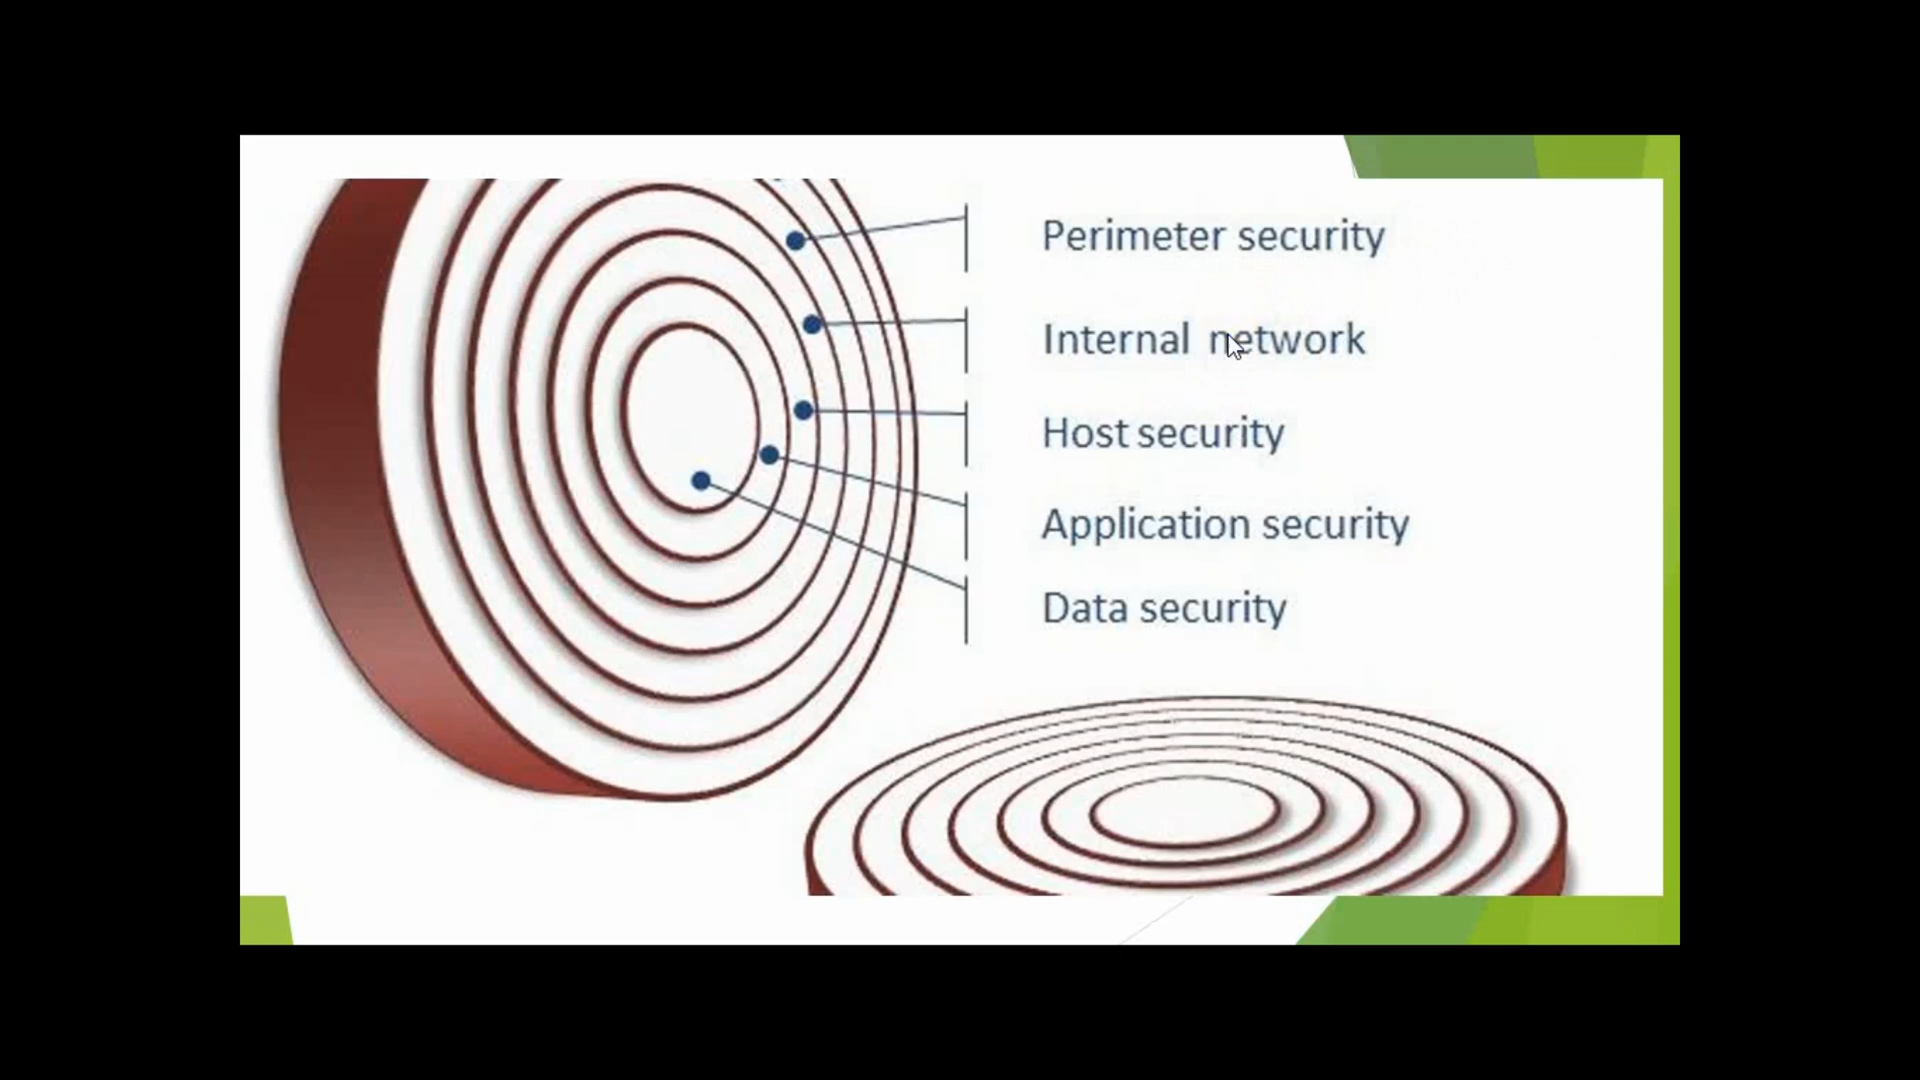 Perimeter security
Internal network
Host security
Application security
Data security